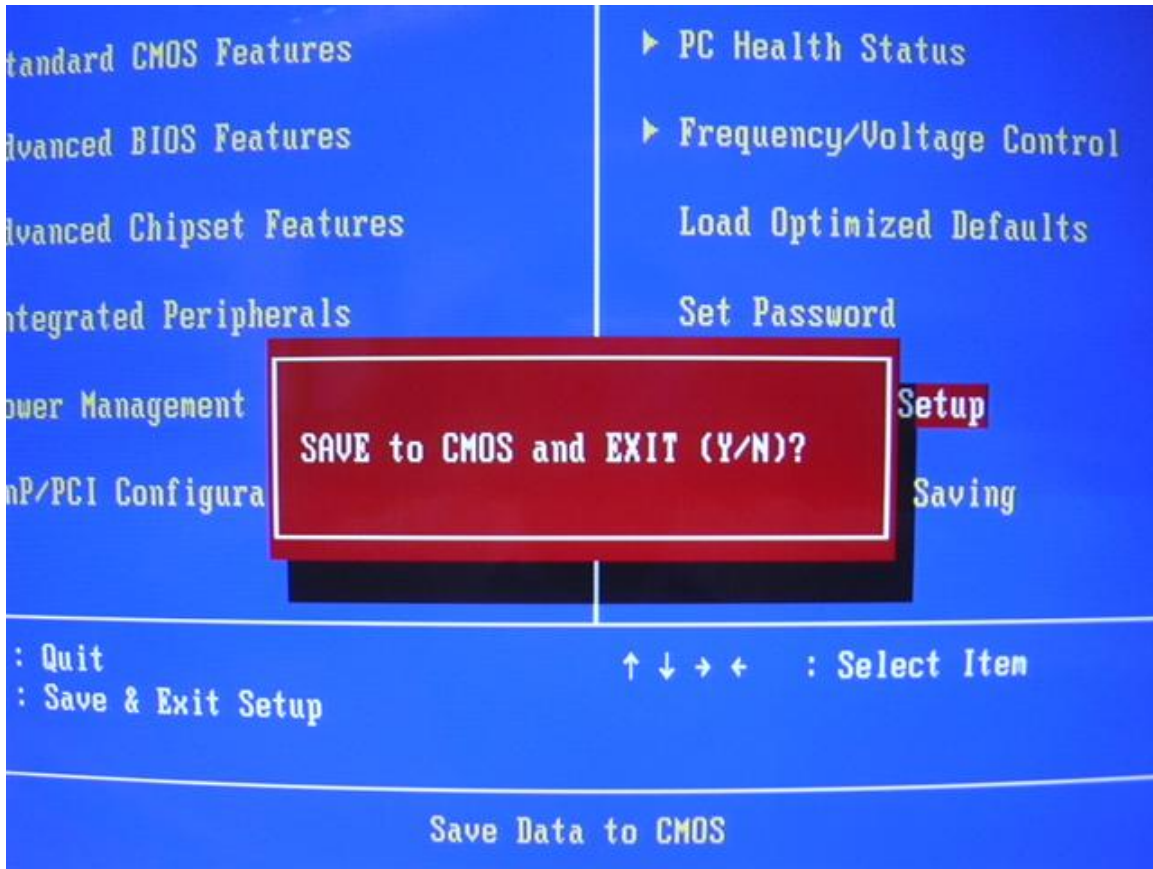 tandard CMOS Features
dvanced BIOS Features
dvanced Chipset Features
ntegrated Peripherals
ower Management
nP/PCI Configura
PC Health Status
Frequency/Voltage Control
Load Optimized Defaults
Set Password
Setup
Saving
SAVE to CMOS and EXIT (Y/N)?
: Quit
: Save & Exit Setup
↑ ↓ → ← : Select Item
Save Data to CMOS